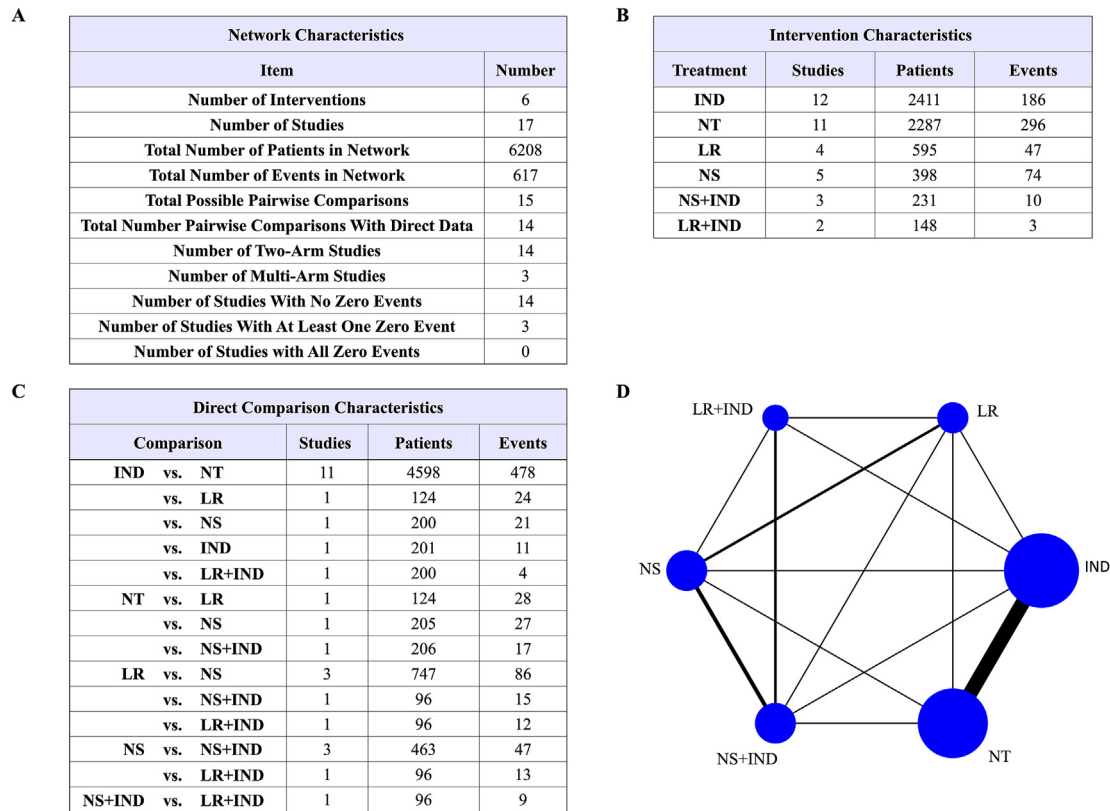 A
Network Characteristics
Item Number
Number of Interventions 6
Number of Studies 17
Total Number of Patients in Network 6208
Total Number of Events in Network 617
Total Possible Pairwise Comparisons 15
Total Number Pairwise Comparisons With Direct Data 14
Number of Two-Arm Studies 14
Number of Multi-Arm Studies 3
Number of Studies With No Zero Events 14
Number of Studies With At Least One Zero Event 3
Number of Studies with All Zero Events 0
B
Intervention Characteristics
Treatment Studies Patients Events
IND 12 2411 186
NT 11 2287 296
LR 4 595 47
NS 5 398 74
NS+IND 3 231 10
LR+IND 2 148 3
C
Direct Comparison Characteristics
Comparison Studies Patients Events
IND vs. NT 11 4598 478
vs. LR 1 124 24
vs. NS 1 200 21
vs. IND 1 201 11
vs. LR+IND 1 200 4
NT vs. LR 1 124 28
vs. NS 1 205 27
vs. NS+IND 1 206 17
LR vs. NS 3 747 86
vs. NS+IND 1 96 15
vs. LR+IND 1 96 12
NS vs. NS+IND 3 463 47
vs. LR+IND 1 96 13
NS+IND vs. LR+IND 1 96 9
D
LR+IND
LR
NS
IND
NS+IND
NT